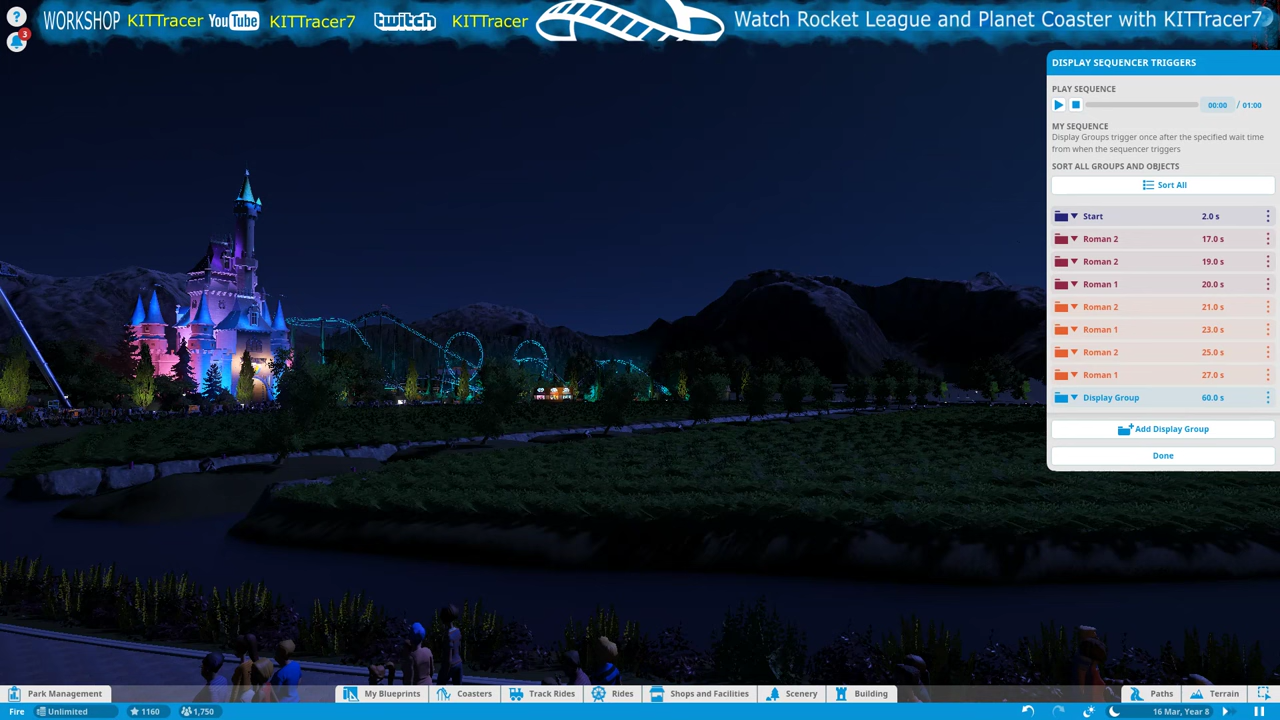 WORKSHOP KITTracer YouTube KITTracer7 twitch KITTracer Watch Rocket League and Planet Coaster with KITTracer7
?
3
DISPLAY SEQUENCER TRIGGERS
PLAY SEQUENCE
00:00 / 01:00
MY SEQUENCE
Display Groups trigger once after the specified wait time
from when the sequencer triggers
SORT ALL GROUPS AND OBJECTS
Sort All
Start 2.0 s
Roman 2 17.0 s
Roman 2 19.0 s
Roman 1 20.0 s
Roman 2 21.0 s
Roman 1 23.0 s
Roman 2 25.0 s
Roman 1 27.0 s
Display Group 60.0 s
Add Display Group
Done
Park Management My Blueprints Coasters Track Rides Rides Shops and Facilities Scenery Building Paths Terrain
Fire Unlimited 1160 1,750 16 Mar, Year 8